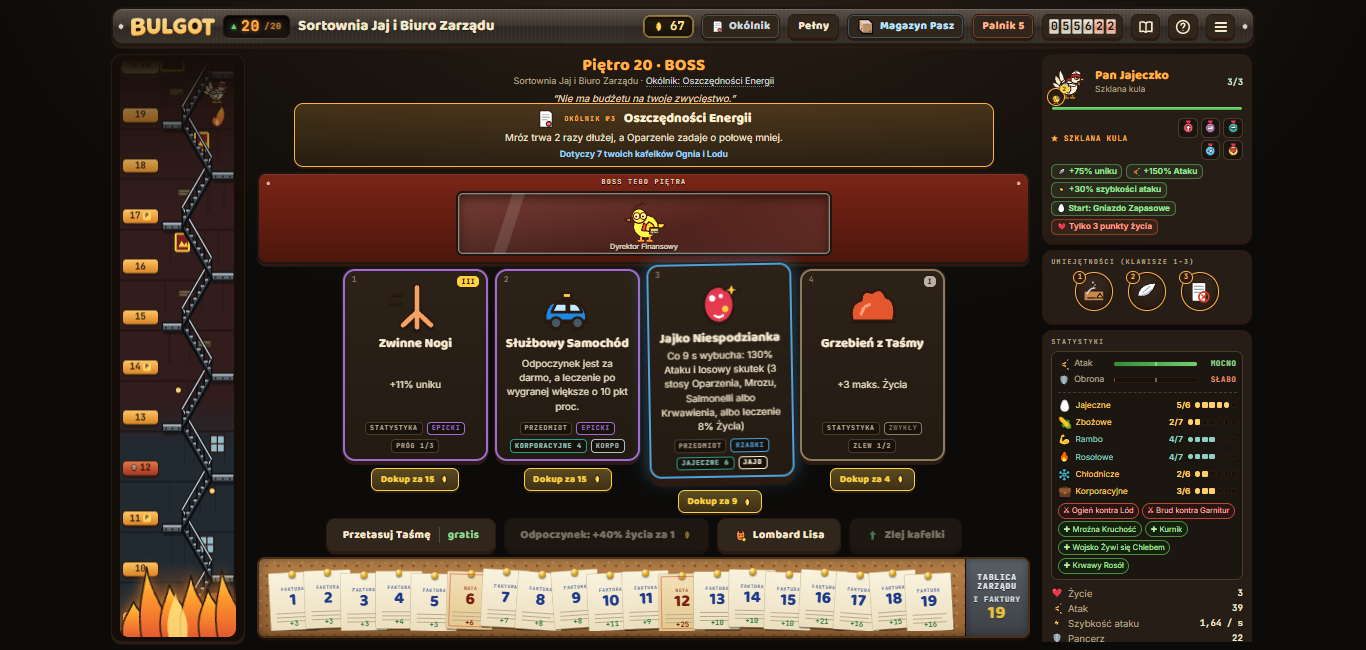 BULGOT
20 /20
Sortownia Jaj i Biuro Zarządu
67
Okólnik
Pełny
Magazyn Pasz
Palnik 5
055622
19
18
17 P
16
15
14 P
13
12
11 P
10
Piętro 20 · BOSS
Sortownia Jaj i Biuro Zarządu · Okólnik: Oszczędności Energii
"Nie ma budżetu na twoje zwycięstwo."
OKÓLNIK №3 Oszczędności Energii
Mróz trwa 2 razy dłużej, a Oparzenie zadaje o połowę mniej.
Dotyczy 7 twoich kafelków Ognia i Lodu
BOSS TEGO PIĘTRA
Dyrektor Finansowy
1
III
Zwinne Nogi
+11% uniku
STATYSTYKA EPICKI
PRÓG 1/3
Dokup za 15
2
Służbowy Samochód
Odpoczynek jest za
darmo, a leczenie po
wygranej większe o 10 pkt
proc.
PRZEDMIOT EPICKI
KORPORACYJNE 4 KORPO
Dokup za 15
3
Jajko Niespodzianka
Co 9 s wybucha: 130%
Ataku i losowy skutek (3
stosy Oparzenia, Mrozu,
Salmonelli albo
Krwawienia, albo leczenie
8% Życia)
PRZEDMIOT RZADKI
JAJECZNE 6 JAJO
Dokup za 9
4
I
Grzebień z Taśmy
+3 maks. Życia
STATYSTYKA ZWYKŁY
ZLEW 1/2
Dokup za 4
Przetasuj Taśmę gratis
Odpoczynek: +40% życia za 1
Lombard Lisa
Zlej kafelki
FAKTURA 1 +3
FAKTURA 2 +3
FAKTURA 3 +3
FAKTURA 4 +4
FAKTURA 5 +3
NOTA 6 +6
FAKTURA 7
FAKTURA 8
FAKTURA 9
FAKTURA 10 +11
FAKTURA 11 +9
NOTA 12 +25
FAKTURA 13
FAKTURA 14
FAKTURA 15
FAKTURA 16 +21
FAKTURA 17 +16
FAKTURA 18 +15
FAKTURA 19 +16
TABLICA
ZARZĄDU
I FAKTURY
19
Pan Jajeczko
Szklana kula
3/3
SZKLANA KULA
+75% uniku
+150% Ataku
+30% szybkości ataku
Start: Gniazdo Zapasowe
Tylko 3 punkty życia
UMIEJĘTNOŚCI (KLAWISZE 1–3)
1
2
3
STATYSTYKI
Atak MOCNO
Obrona SŁABO
Jajeczne 5/6
Zbożowe 2/7
Rambo 4/7
Rosołowe 4/7
Chłodnicze 2/6
Korporacyjne 3/6
Ogień kontra Lód
Brud kontra Garnitur
Mroźna Kruchość
Kurnik
Wojsko Żywi się Chlebem
Krwawy Rosół
Życie 3
Atak 39
Szybkość ataku 1,64 / s
Pancerz 22